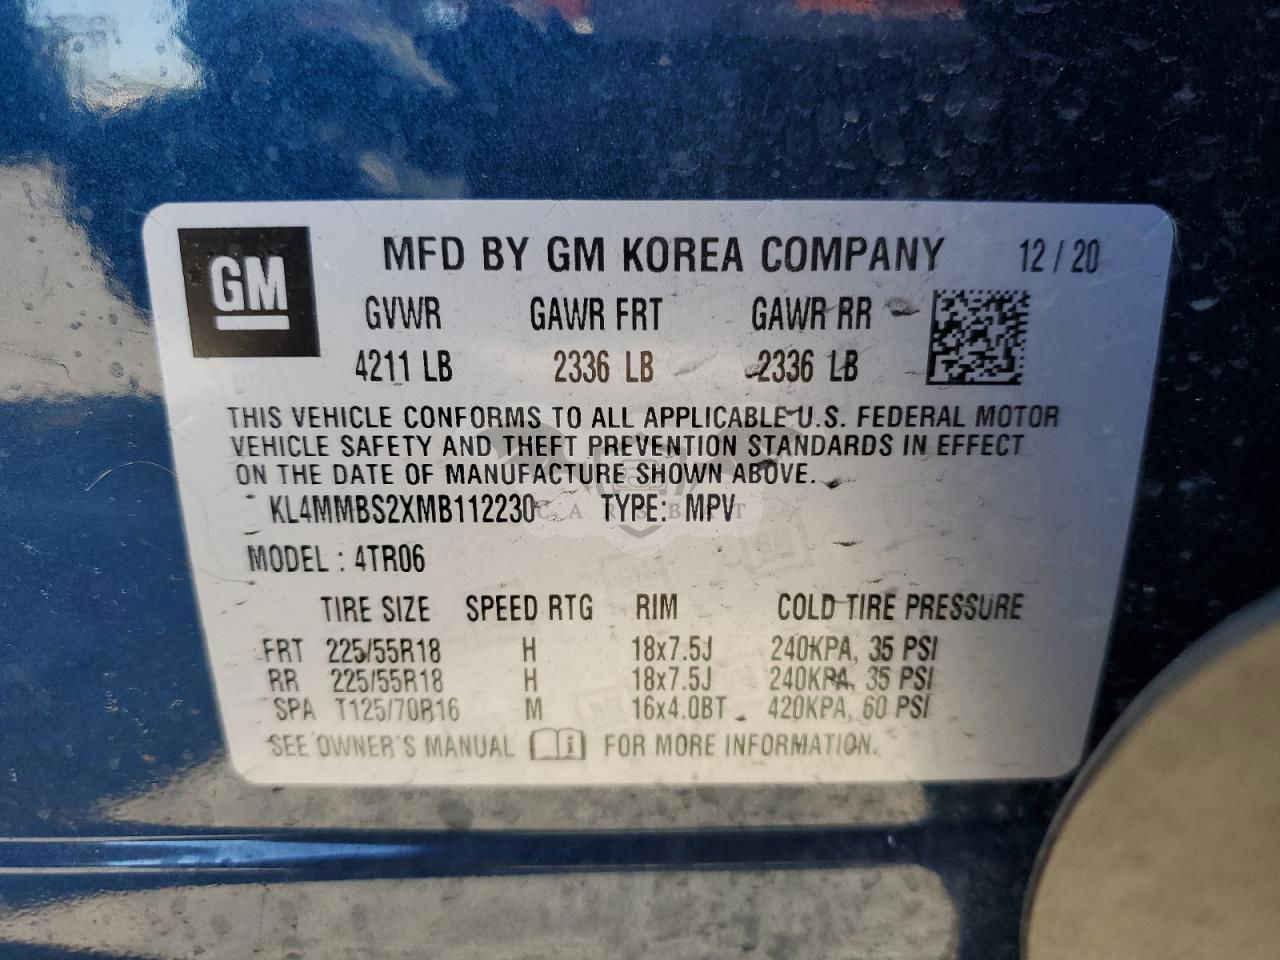 GM MFD BY GM KOREA COMPANY 12 / 20
GVWR GAWR FRT GAWR RR
4211 LB 2336 LB 2336 LB
THIS VEHICLE CONFORMS TO ALL APPLICABLE U.S. FEDERAL MOTOR
VEHICLE SAFETY AND THEFT PREVENTION STANDARDS IN EFFECT
ON THE DATE OF MANUFACTURE SHOWN ABOVE.
KL4MMBS2XMB112230 TYPE: MPV
MODEL : 4TR06
TIRE SIZE SPEED RTG RIM COLD TIRE PRESSURE
FRT 225/55R18 H 18x7.5J 240KPA, 35 PSI
RR 225/55R18 H 18x7.5J 240KPA, 35 PSI
SPA T125/70R16 M 16x4.0BT 420KPA, 60 PSI
SEE OWNER'S MANUAL i FOR MORE INFORMATION.